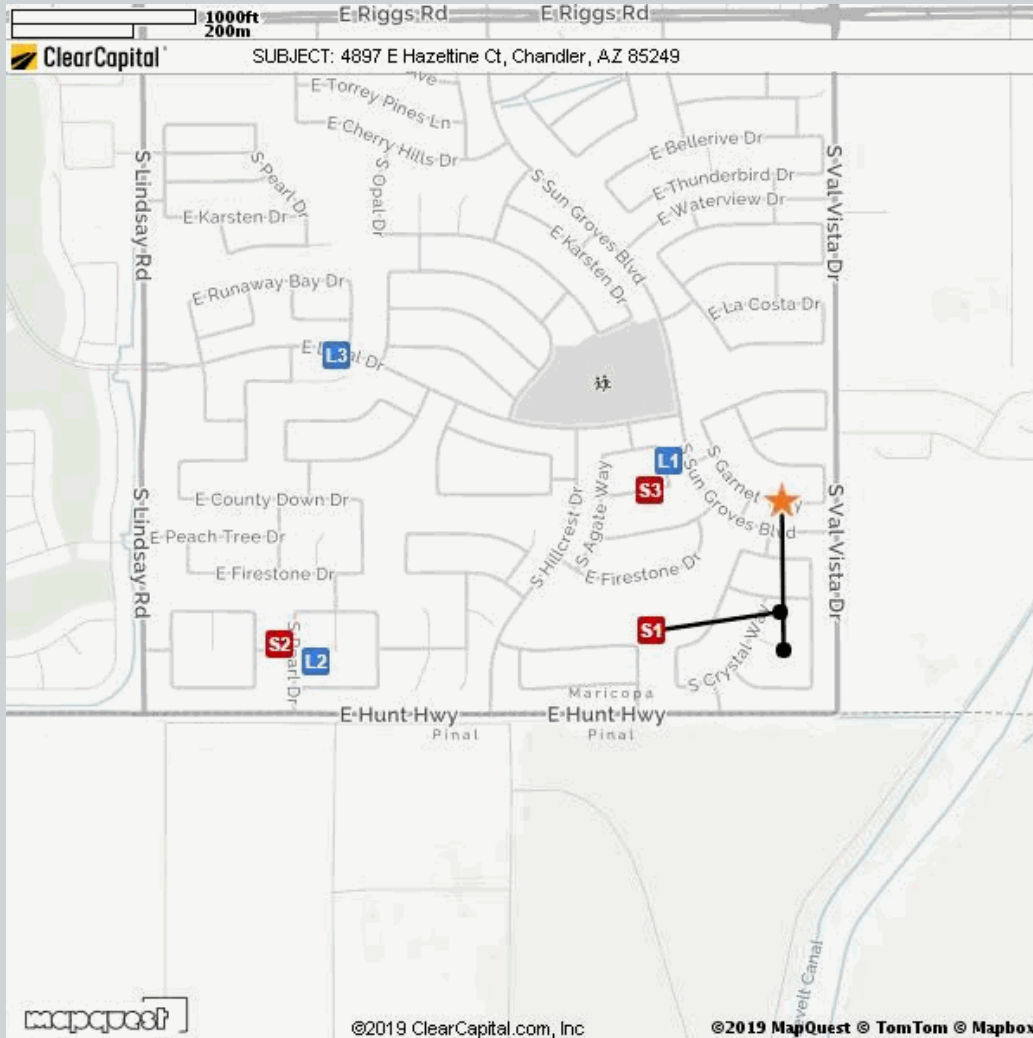 E Riggs Rd
E Riggs Rd
1000ft
200m
ClearCapital
SUBJECT: 4897 E Hazeltine Ct, Chandler, AZ 85249
Ave
E Torrey Pines Ln
E Cherry Hills Dr
E Bellerive Dr
S Lindsay Rd
S Pearl Dr
S Opal Dr
S Sun Groves Blvd
E Thunderbird Dr
S Val Vista Dr
E Waterview Dr
E Karsten Dr
E Karsten Dr
E Runaway Bay Dr
E La Costa Dr
L3
Dr
L1
S Garnet
S Sun Groves Blvd
S3
S Agate Way
S Hillcrest Dr
S Lindsay Rd
S Val Vista Dr
E County Down Dr
E Peach Tree Dr
E Firestone Dr
E Firestone Dr
S1
S2
S Pearl Dr
L2
S Crystal Way
Maricopa
E Hunt Hwy
E Hunt Hwy
Pinal
Pinal
evelt Canal
mapquest
©2019 ClearCapital.com, Inc
©2019 MapQuest © TomTom © Mapbox